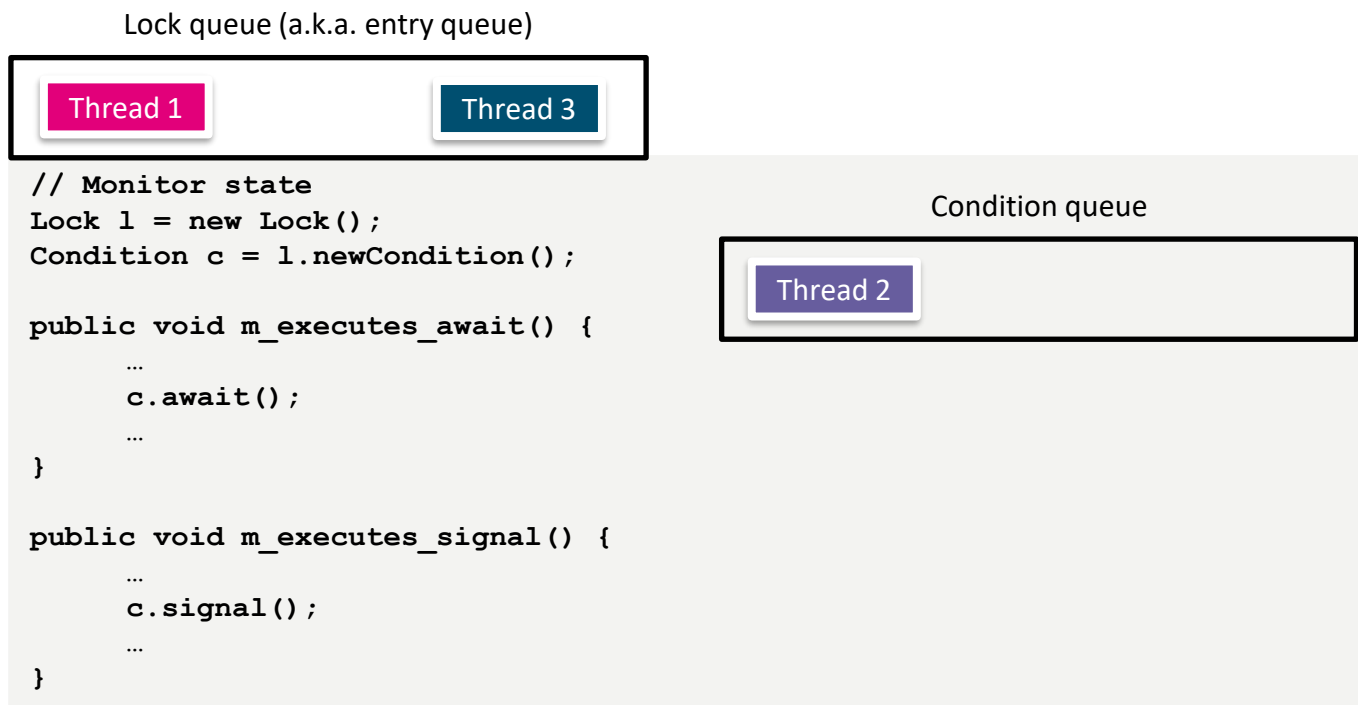 Lock queue (a.k.a. entry queue)
Thread 1
Thread 3
// Monitor state
Lock l = new Lock();
Condition c = l.newCondition();
public void m_executes_await() {
…
c.await();
…
}
public void m_executes_signal() {
…
c.signal();
…
}
Condition queue
Thread 2